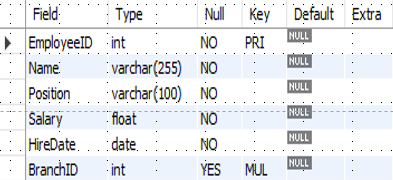 Field Type Null Key Default Extra
EmployeeID int NO PRI NULL
Name varchar(255) NO NULL
Position varchar(100) NO NULL
Salary float NO NULL
HireDate date NO NULL
BranchID int YES MUL NULL